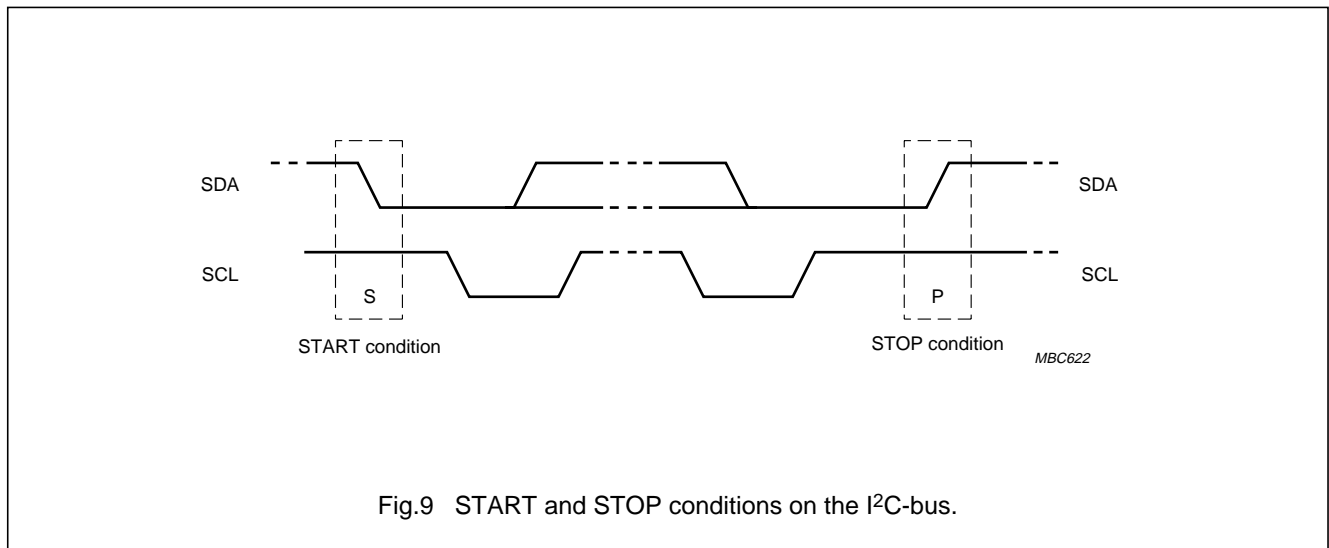 SDA
SDA
SCL
SCL
S
P
START condition
STOP condition
MBC622
Fig.9 START and STOP conditions on the I²C-bus.